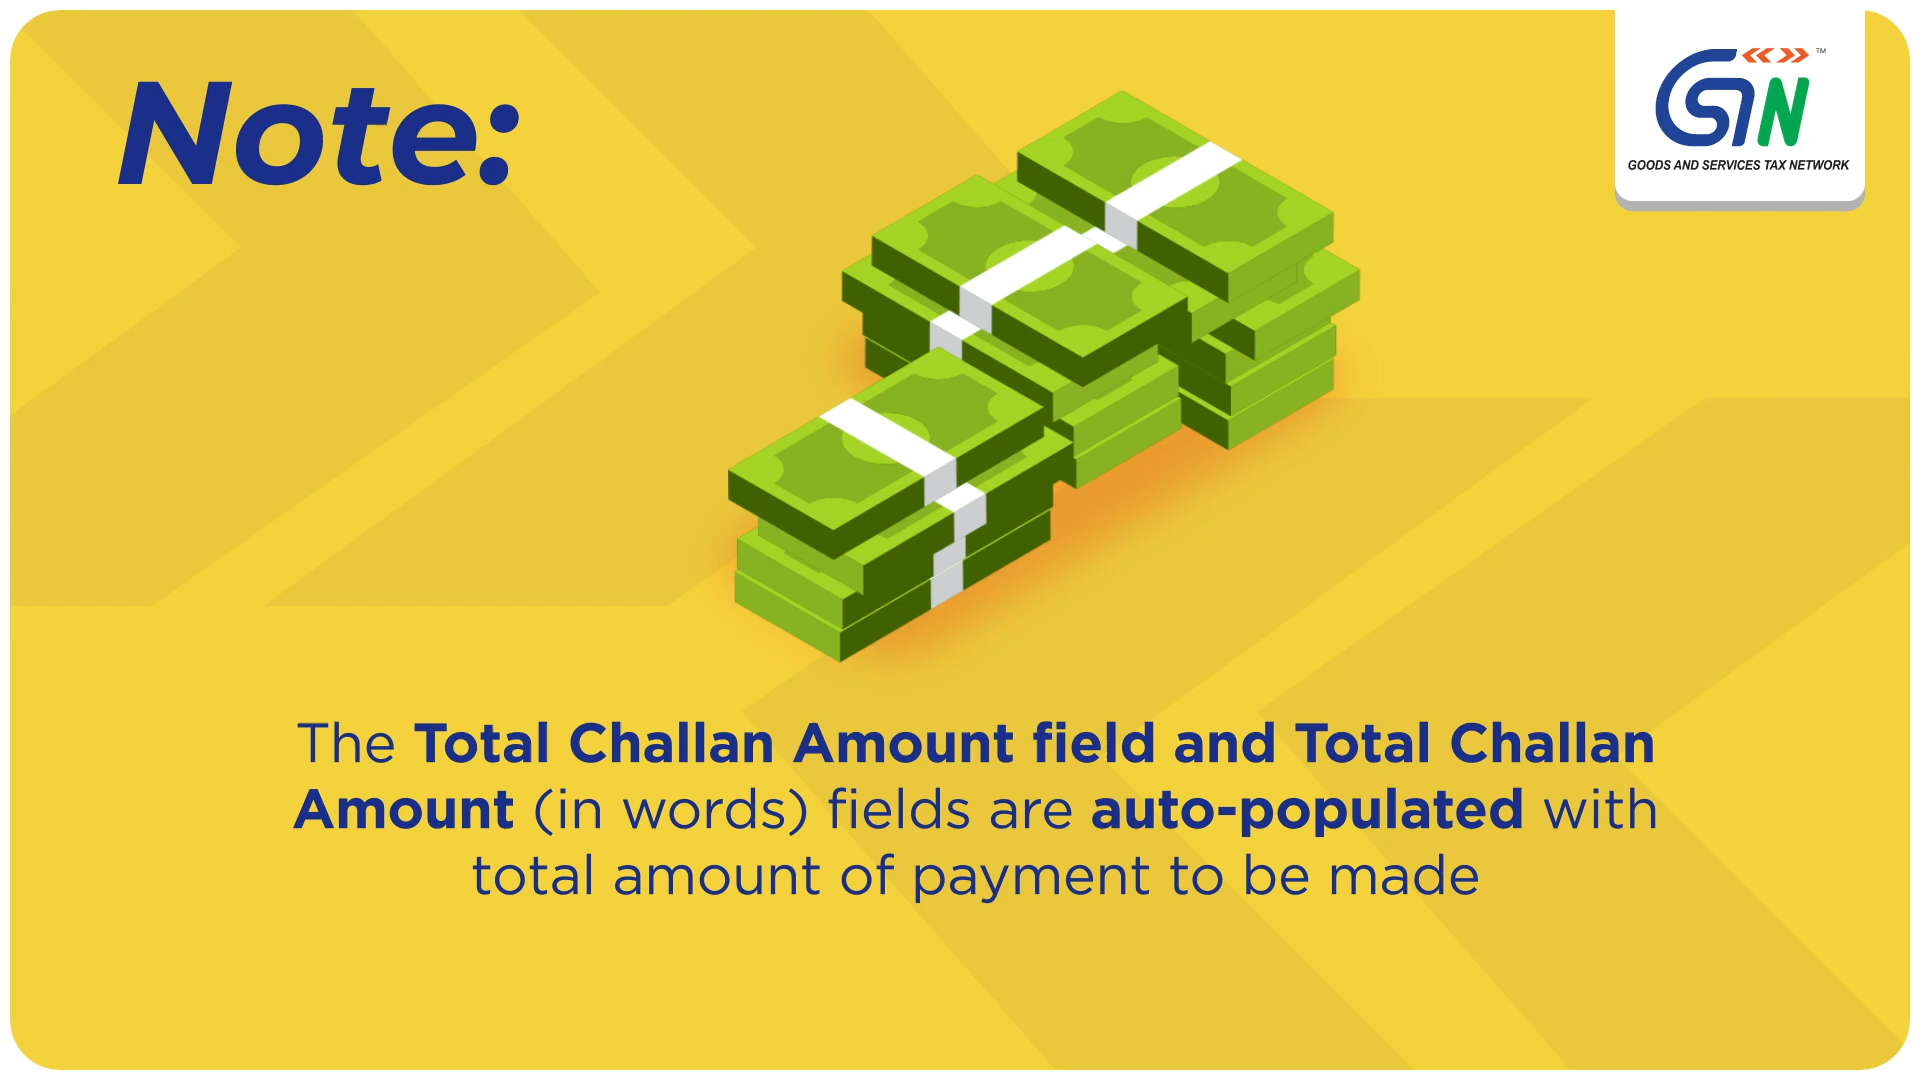 Note:
GSTN
TM
GOODS AND SERVICES TAX NETWORK
The Total Challan Amount field and Total Challan
Amount (in words) fields are auto-populated with
total amount of payment to be made